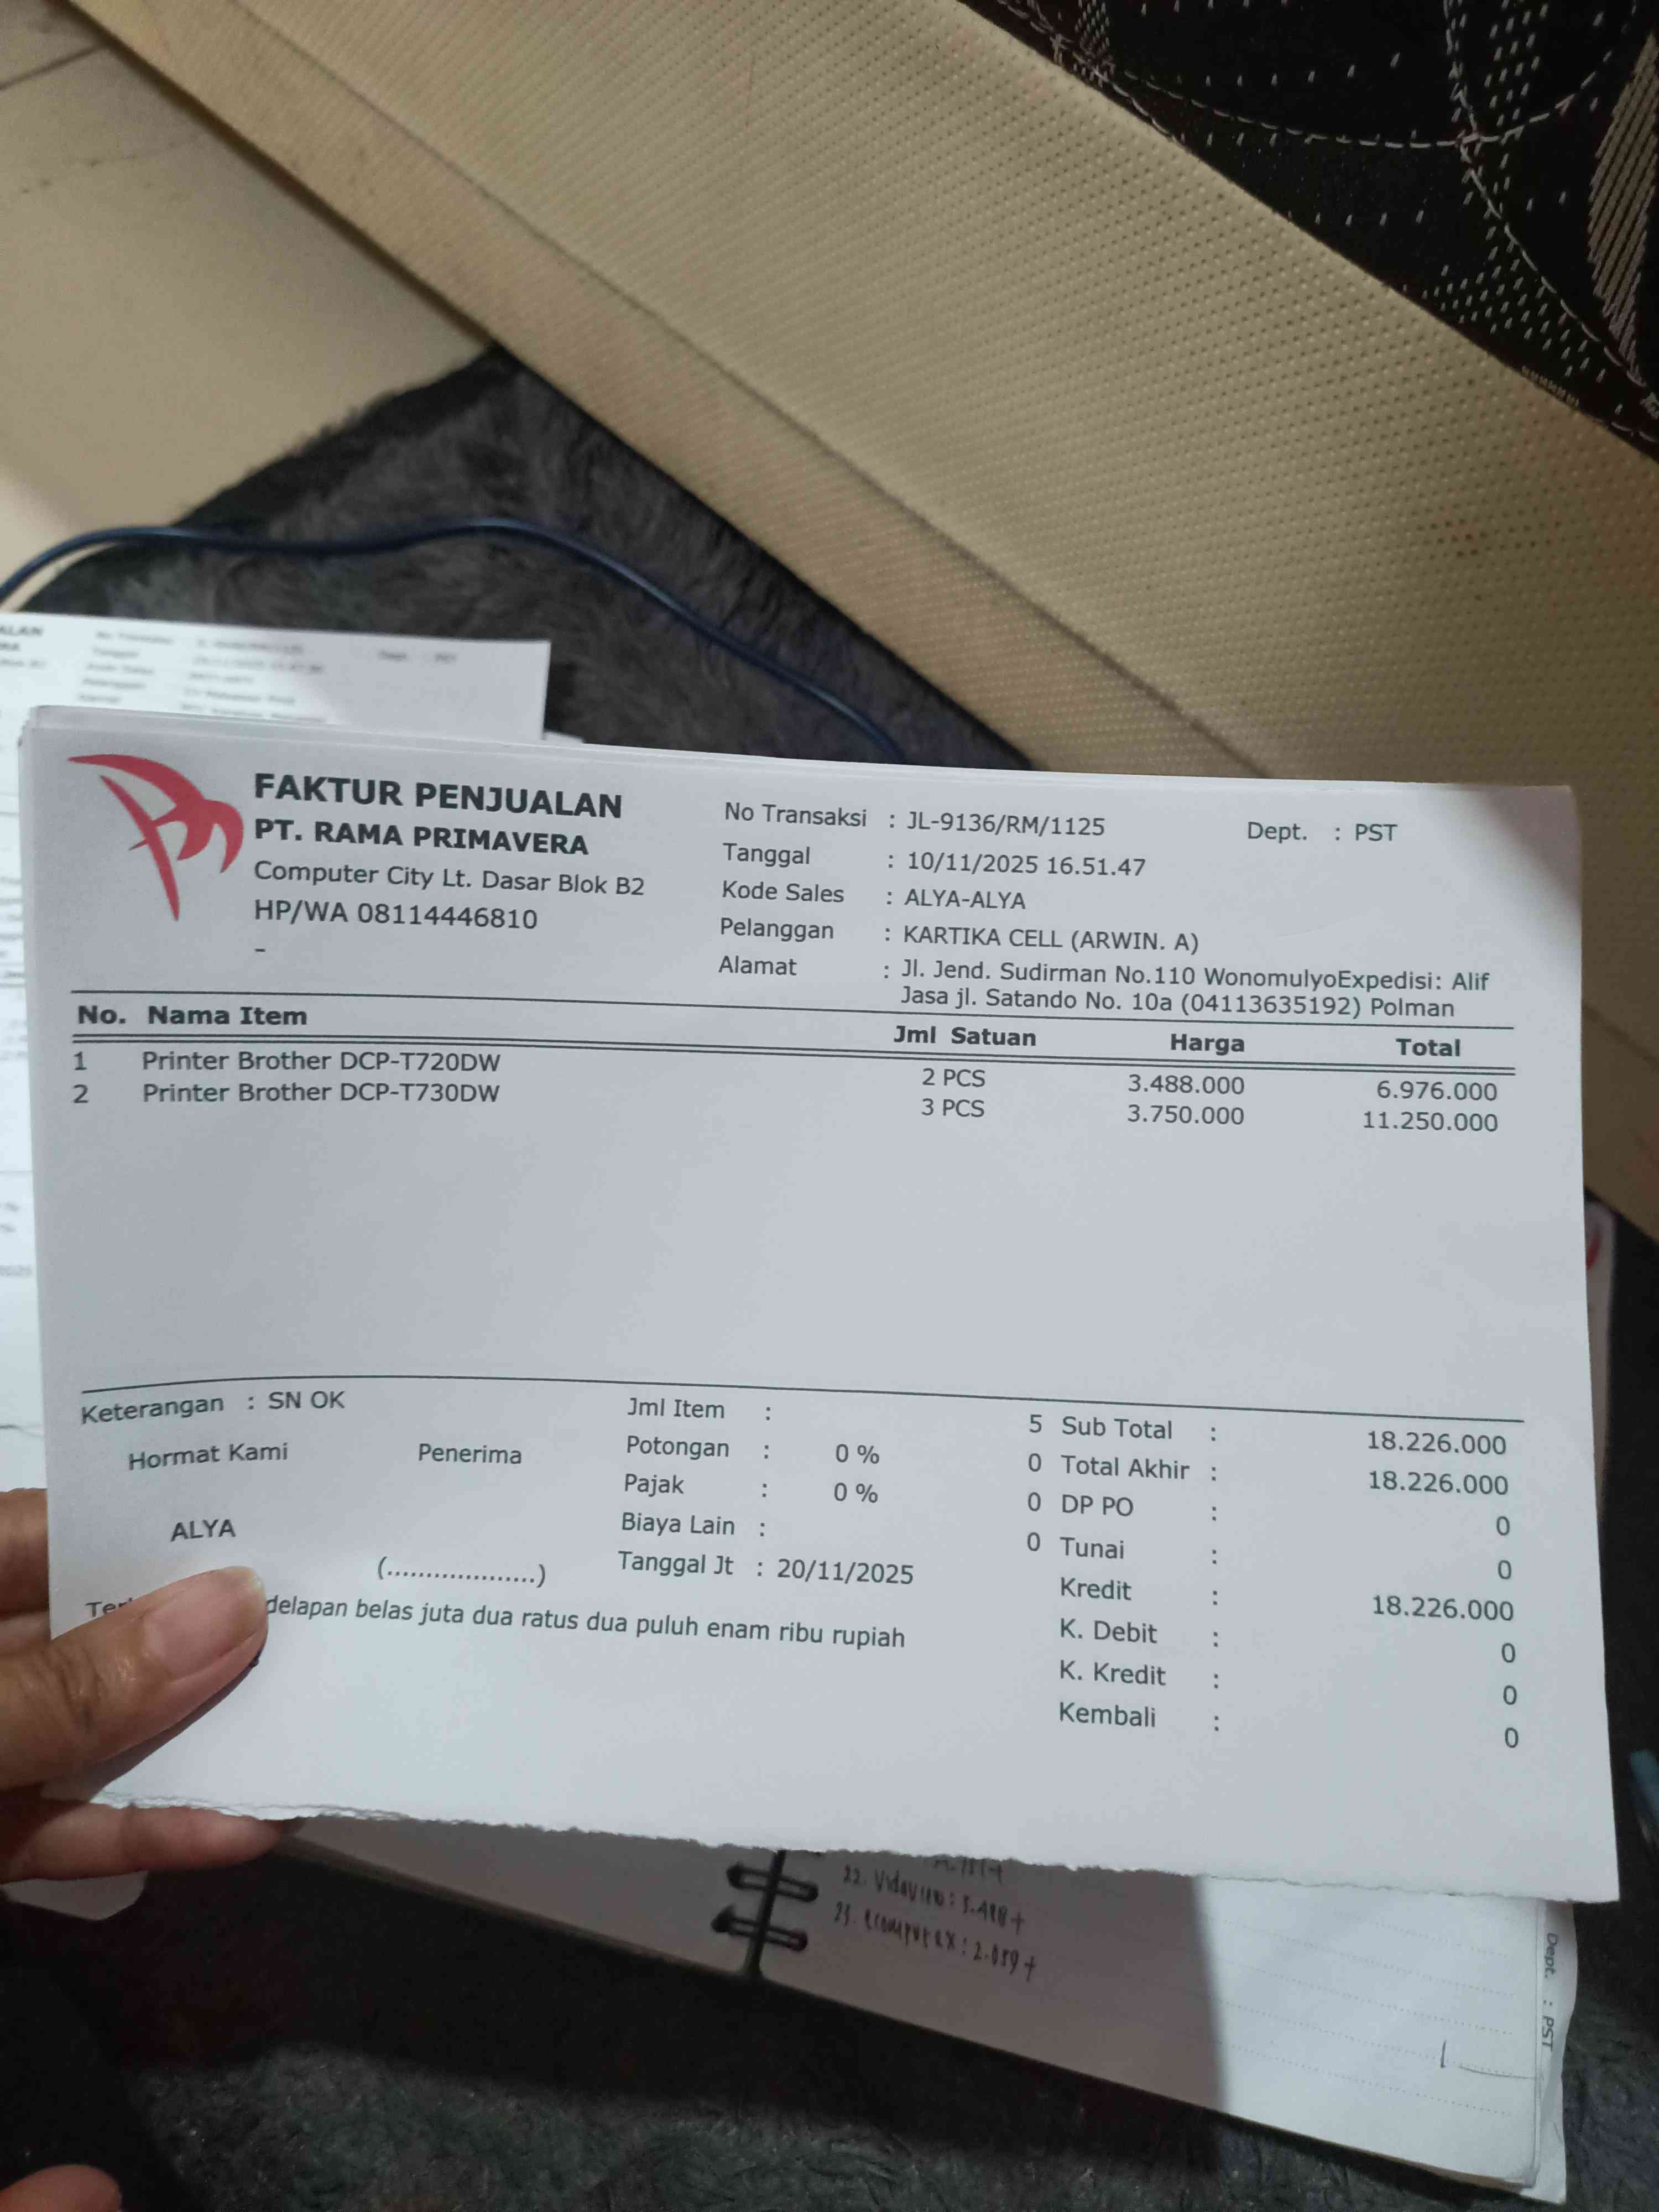 FAKTUR PENJUALAN
PT. RAMA PRIMAVERA
Computer City Lt. Dasar Blok B2
HP/WA 08114446810
-
No Transaksi : JL-9136/RM/1125
Dept. : PST
Tanggal : 10/11/2025 16.51.47
Kode Sales : ALYA-ALYA
Pelanggan : KARTIKA CELL (ARWIN. A)
Alamat : Jl. Jend. Sudirman No.110 WonomulyoExpedisi: Alif
Jasa jl. Satando No. 10a (04113635192) Polman
No. Nama Item Jml Satuan Harga Total
1 Printer Brother DCP-T720DW 2 PCS 3.488.000 6.976.000
2 Printer Brother DCP-T730DW 3 PCS 3.750.000 11.250.000
Keterangan : SN OK
Hormat Kami Penerima
ALYA
(...................)
Jml Item : 5
Potongan : 0 % 0
Pajak : 0 % 0
Biaya Lain : 0
Tanggal Jt : 20/11/2025
Sub Total : 18.226.000
Total Akhir : 18.226.000
DP PO : 0
Tunai : 0
Kredit : 18.226.000
K. Debit : 0
K. Kredit : 0
Kembali : 0
delapan belas juta dua ratus dua puluh enam ribu rupiah
22. : 3.488+
: 2.059+
Dept. : PST